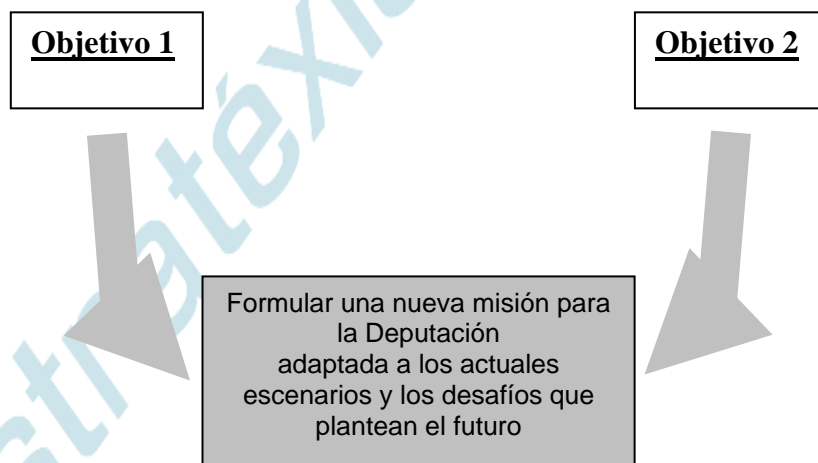 Objetivo 1
Objetivo 2
Formular una nueva misión para
la Deputación
adaptada a los actuales
escenarios y los desafíos que
plantean el futuro
stratéxic